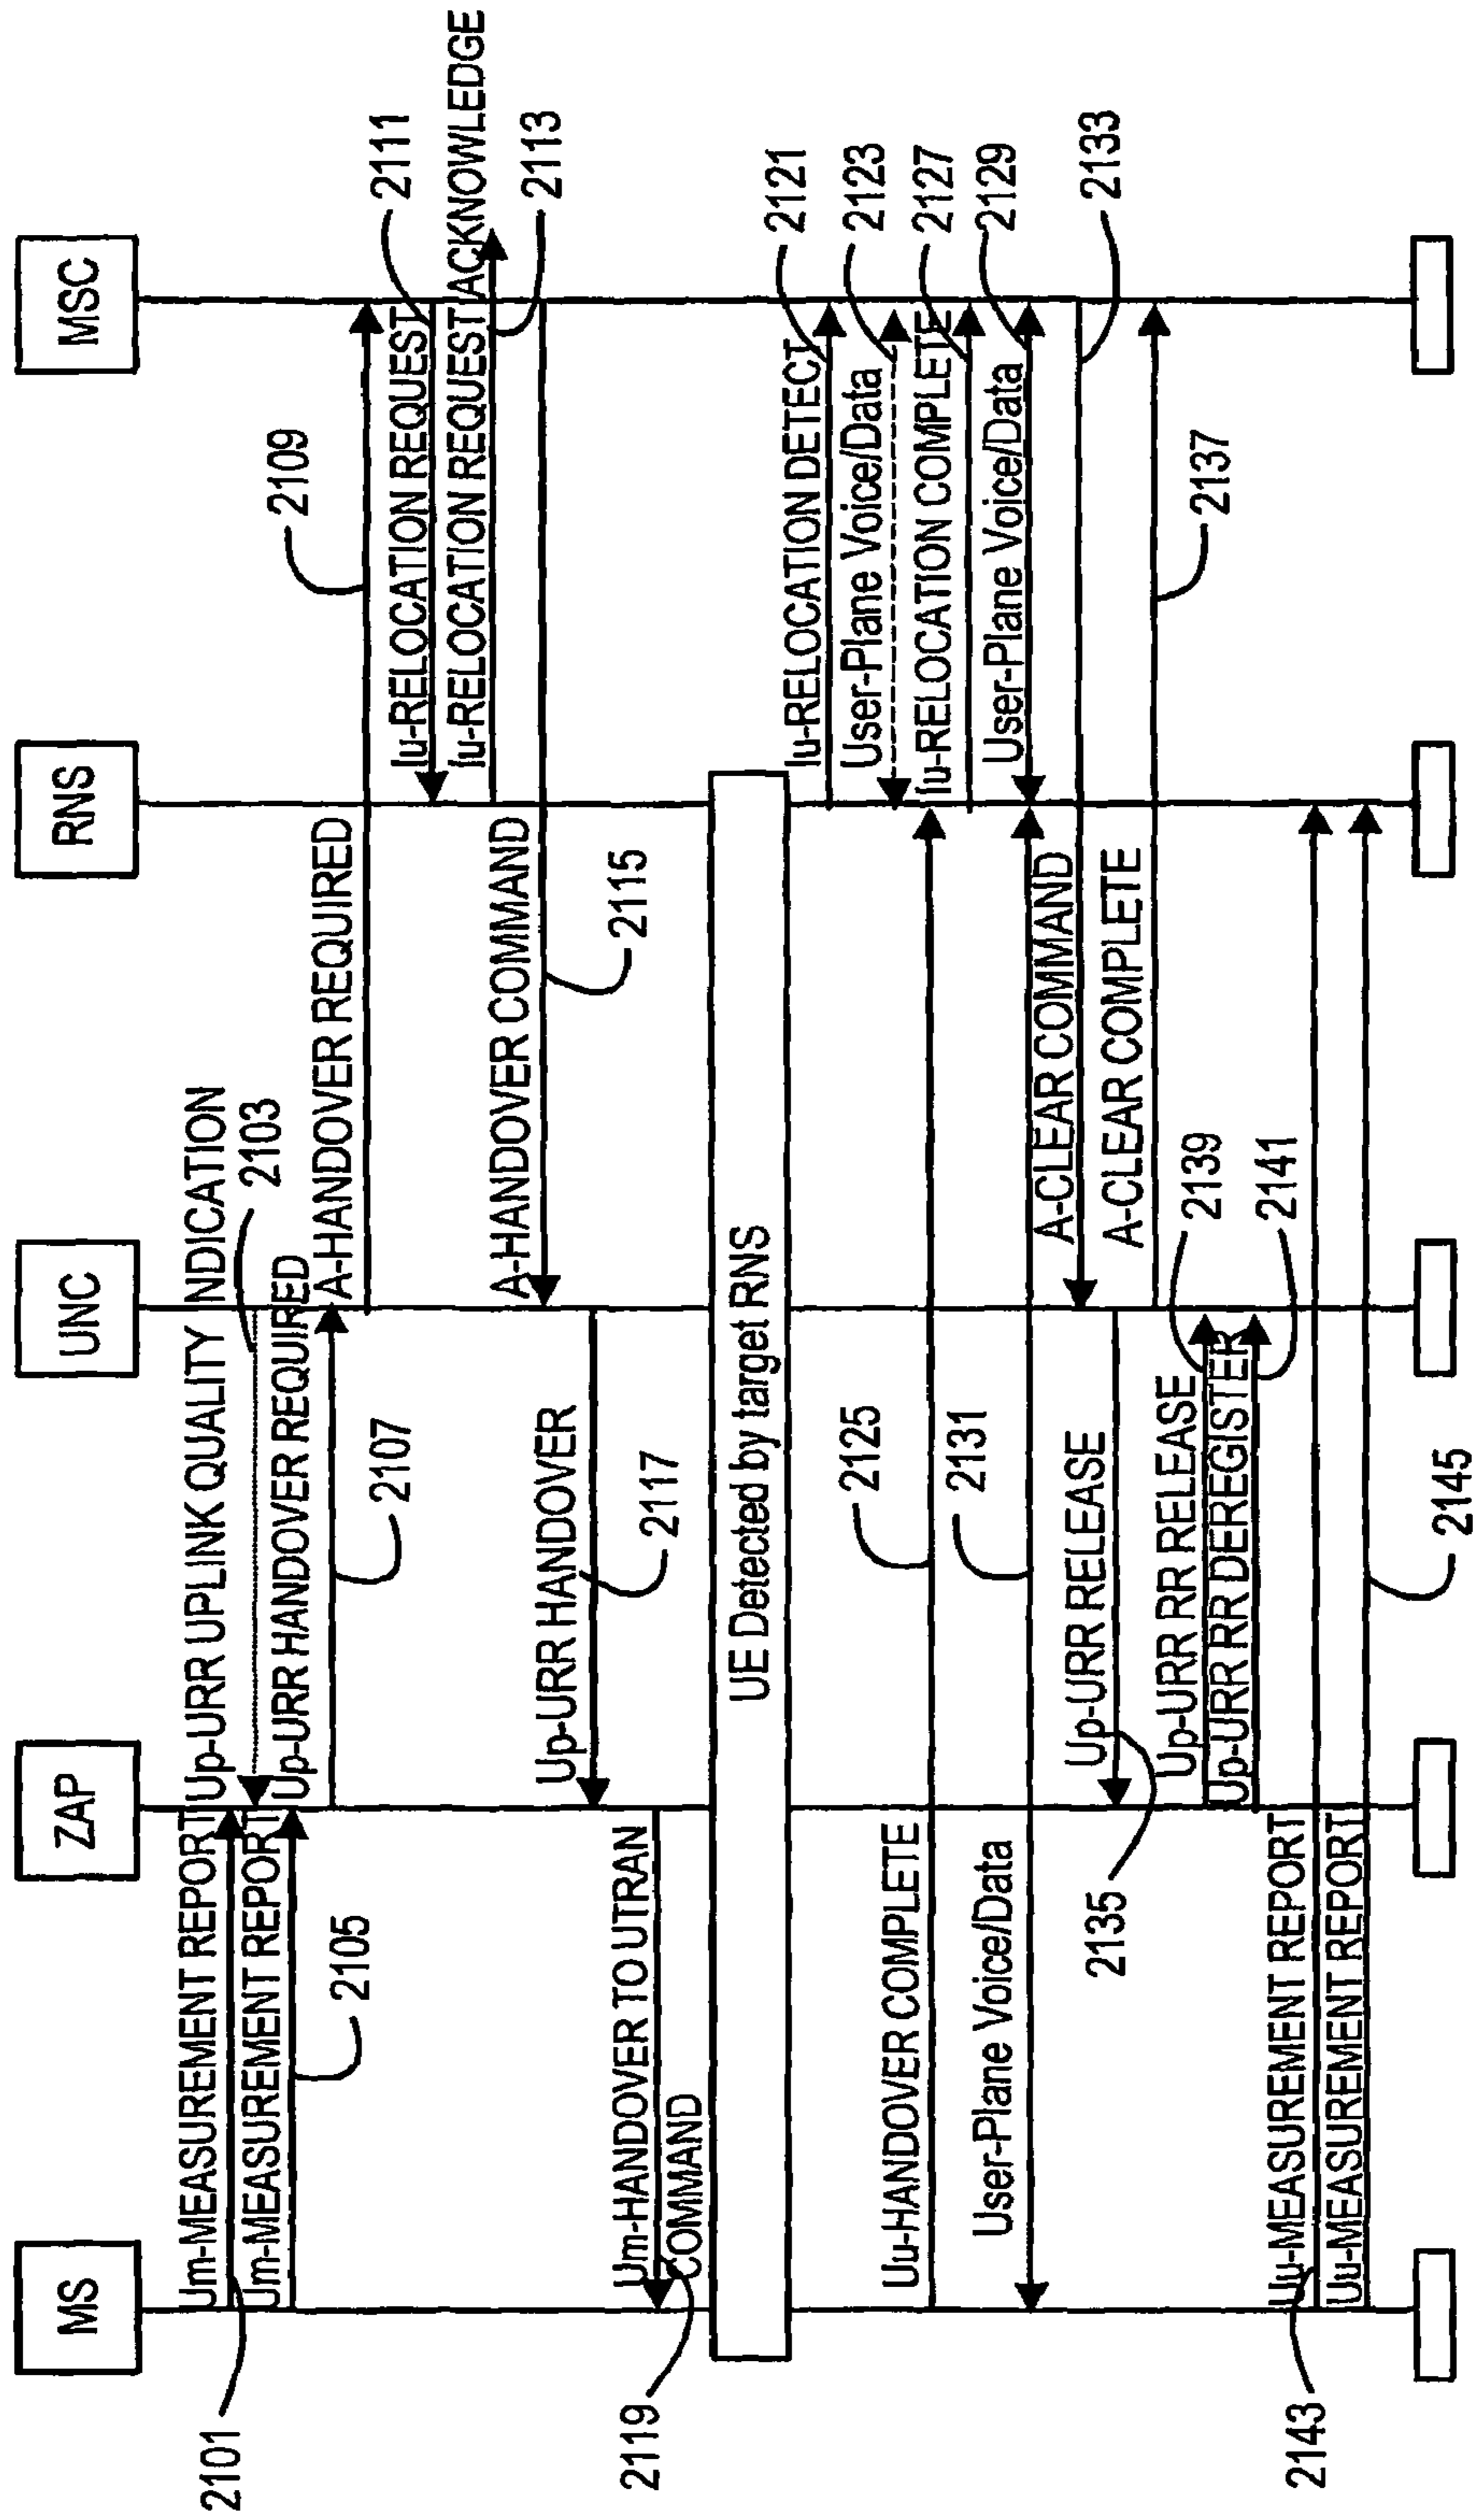 MS
ZAP
UNC
RNS
MSC
2101
Um-MEASUREMENT REPORT
Up-URR UPLINK QUALITY INDICATION
2103
Um-MEASUREMENT REPORT
2105
Up-URR HANDOVER REQUIRED
2107
A-HANDOVER REQUIRED
2109
Iu-RELOCATION REQUEST
2111
Iu-RELOCATION REQUEST ACKNOWLEDGE
2113
A-HANDOVER COMMAND
2115
Up-URR HANDOVER
2117
Um-HANDOVER TO UTRAN
COMMAND
2119
UE Detected by target RNS
Iu-RELOCATION DETECT
2121
User-Plane Voice/Data
2123
Uu-HANDOVER COMPLETE
2125
Iu-RELOCATION COMPLETE
2127
User-Plane Voice/Data
2129
User-Plane Voice/Data
2131
A-CLEAR COMMAND
2133
Up-URR RELEASE
2135
A-CLEAR COMPLETE
2137
Up-URR RR RELEASE
2139
Up-URR RR DEREGISTER
2141
Uu-MEASUREMENT REPORT
2143
Uu-MEASUREMENT REPORT
2145